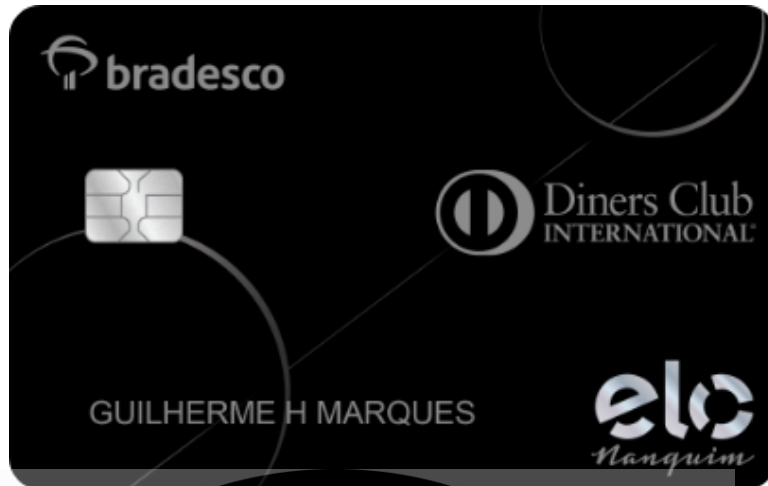 bradesco
Diners Club
INTERNATIONAL
GUILHERME H MARQUES
elo
Nanquim